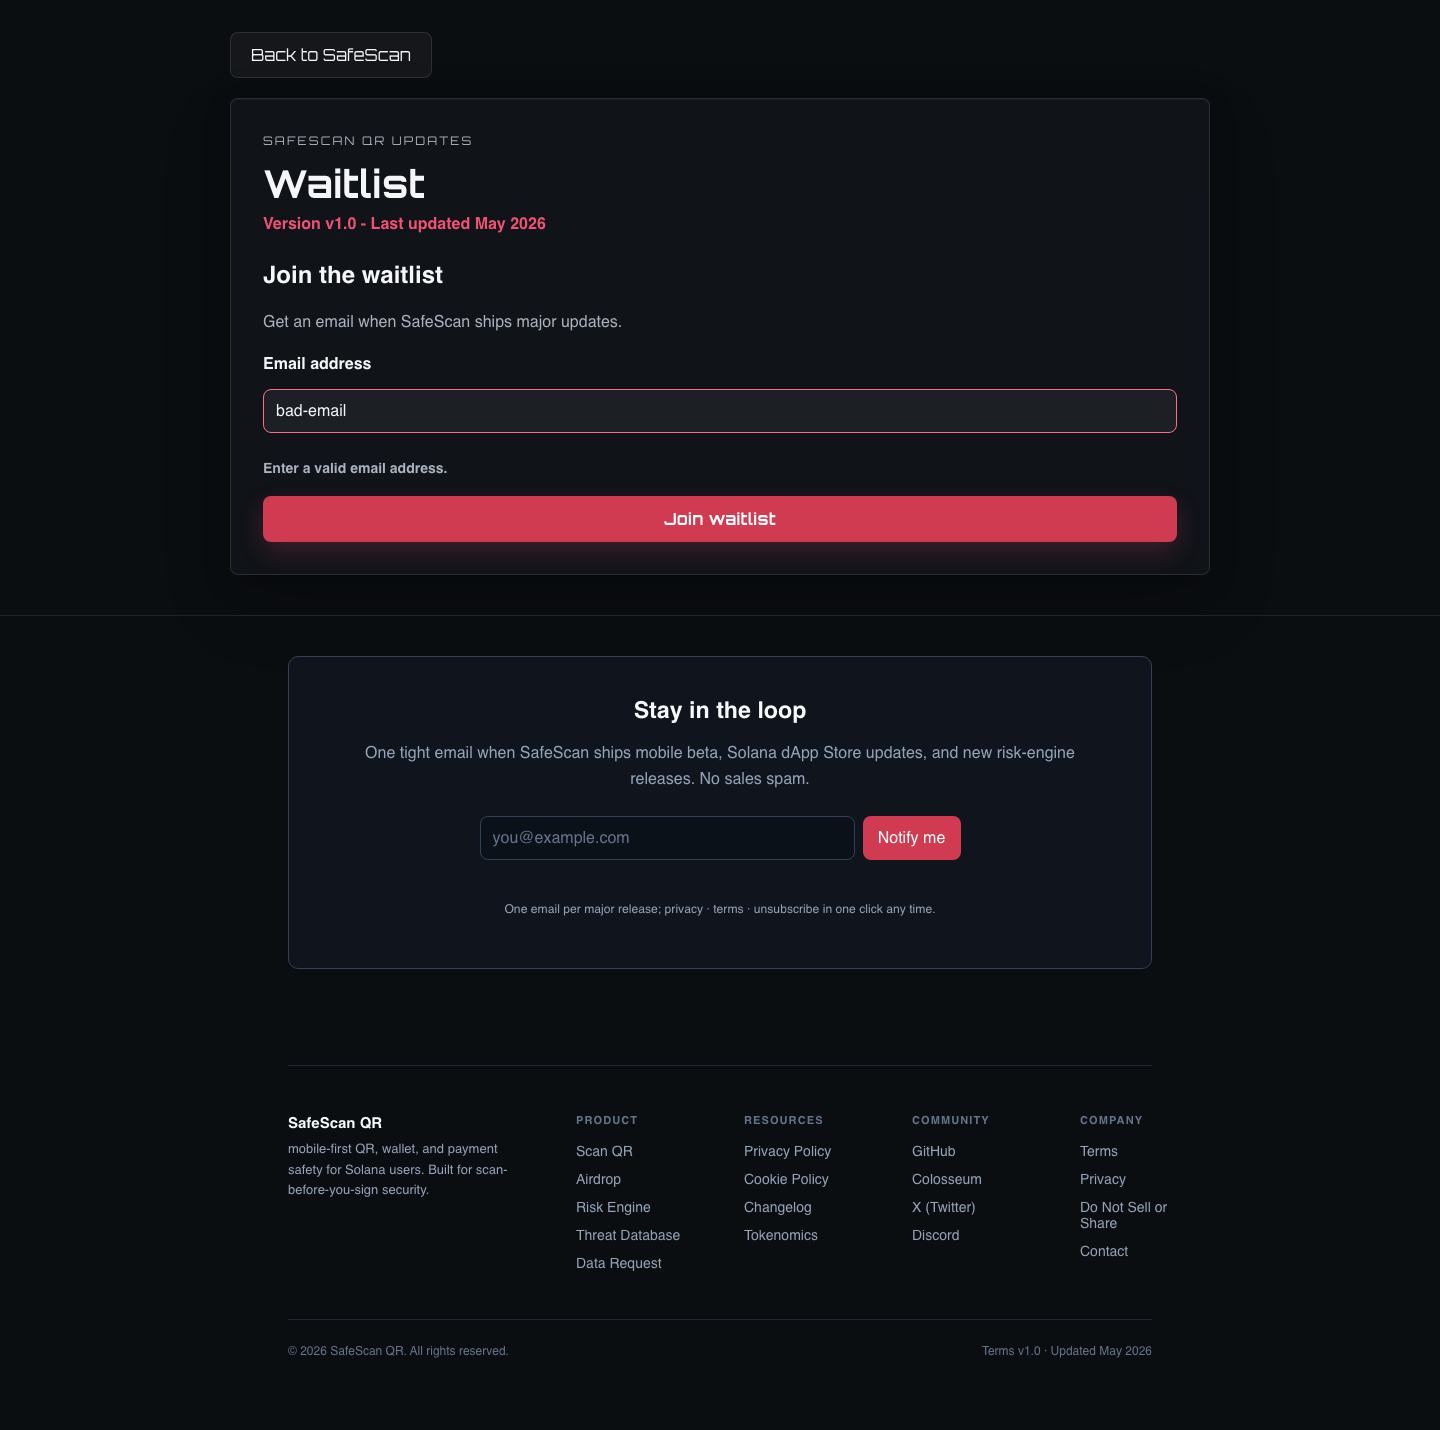 Back to SafeScan
SAFESCAN QR UPDATES
Waitlist
Version v1.0 - Last updated May 2026
Join the waitlist
Get an email when SafeScan ships major updates.
Email address
bad-email
Enter a valid email address.
Join waitlist
Stay in the loop
One tight email when SafeScan ships mobile beta, Solana dApp Store updates, and new risk-engine
releases. No sales spam.
you@example.com
Notify me
One email per major release; privacy · terms · unsubscribe in one click any time.
SafeScan QR
mobile-first QR, wallet, and payment
safety for Solana users. Built for scan-
before-you-sign security.
PRODUCT
Scan QR
Airdrop
Risk Engine
Threat Database
Data Request
RESOURCES
Privacy Policy
Cookie Policy
Changelog
Tokenomics
COMMUNITY
GitHub
Colosseum
X (Twitter)
Discord
COMPANY
Terms
Privacy
Do Not Sell or
Share
Contact
© 2026 SafeScan QR. All rights reserved.
Terms v1.0 · Updated May 2026